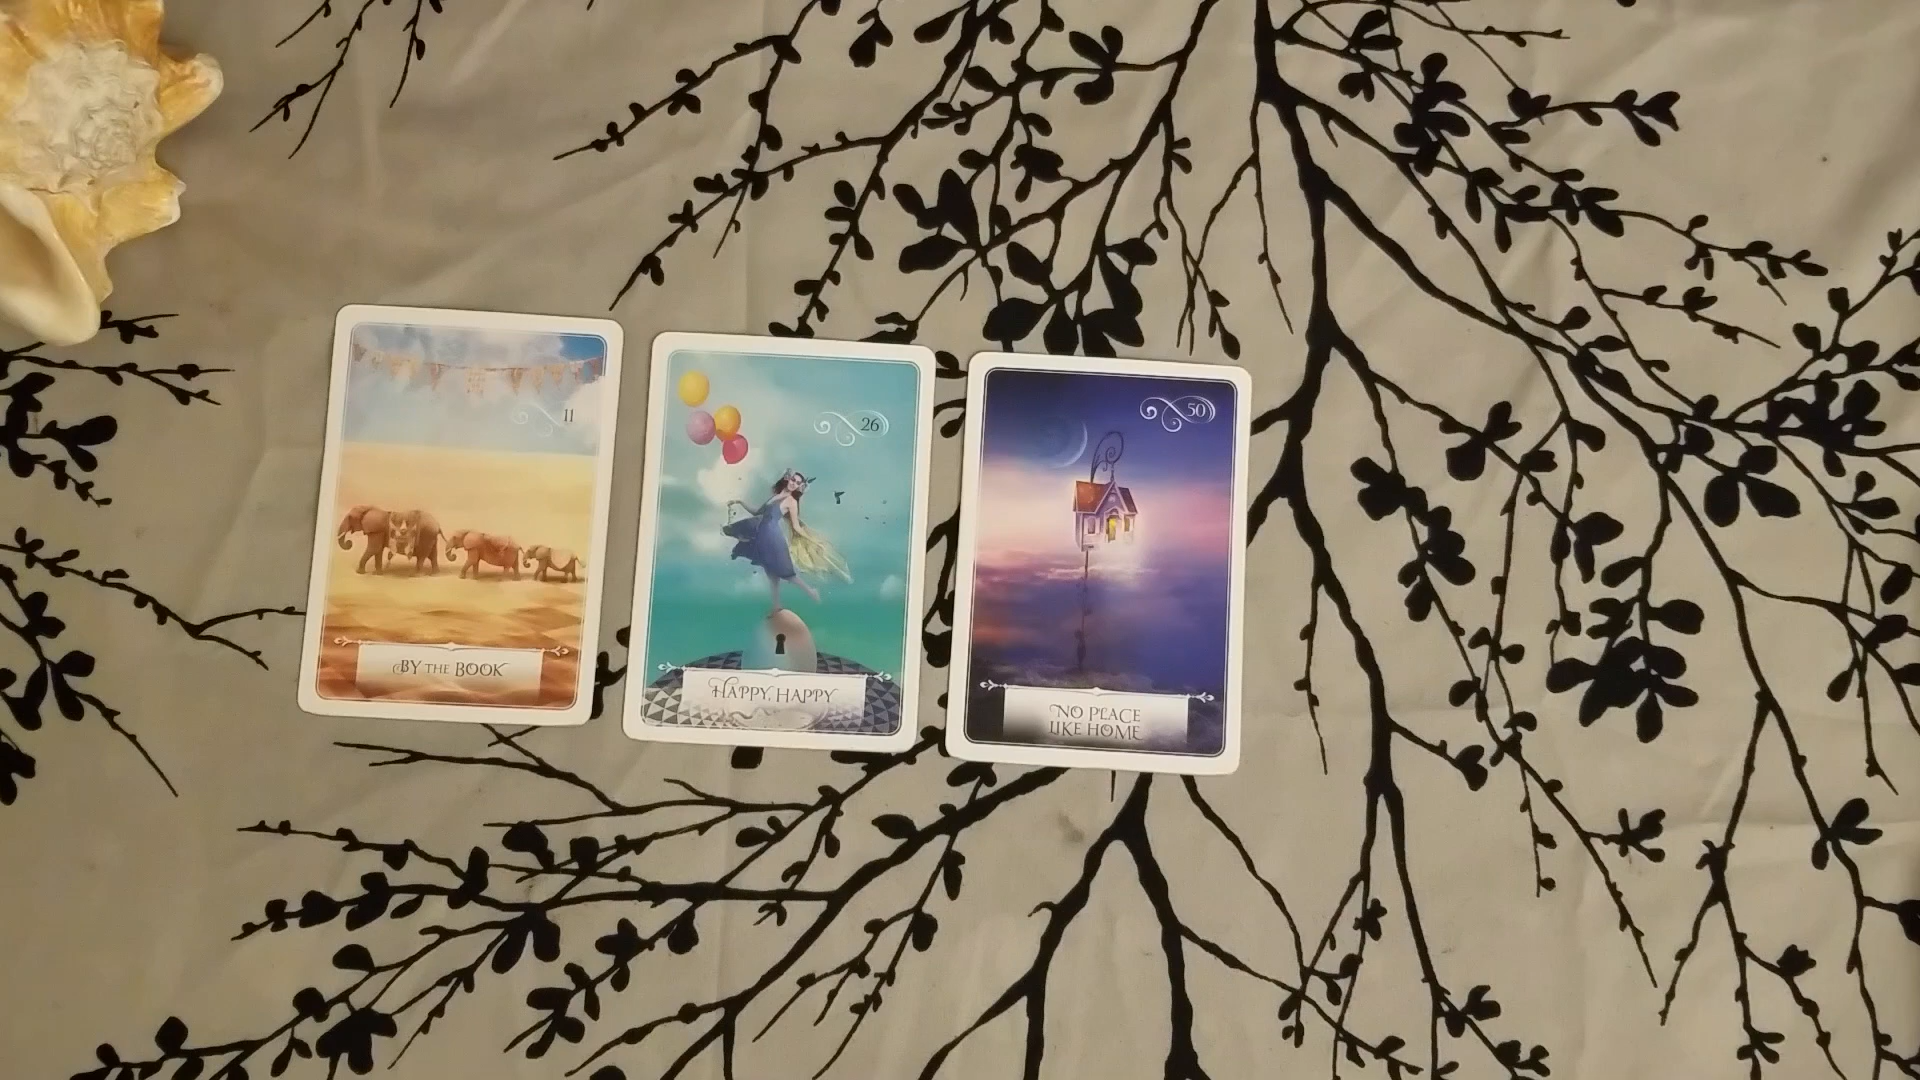 11
BY THE BOOK
26
HAPPY, HAPPY
50
NO PLACE
LIKE HOME